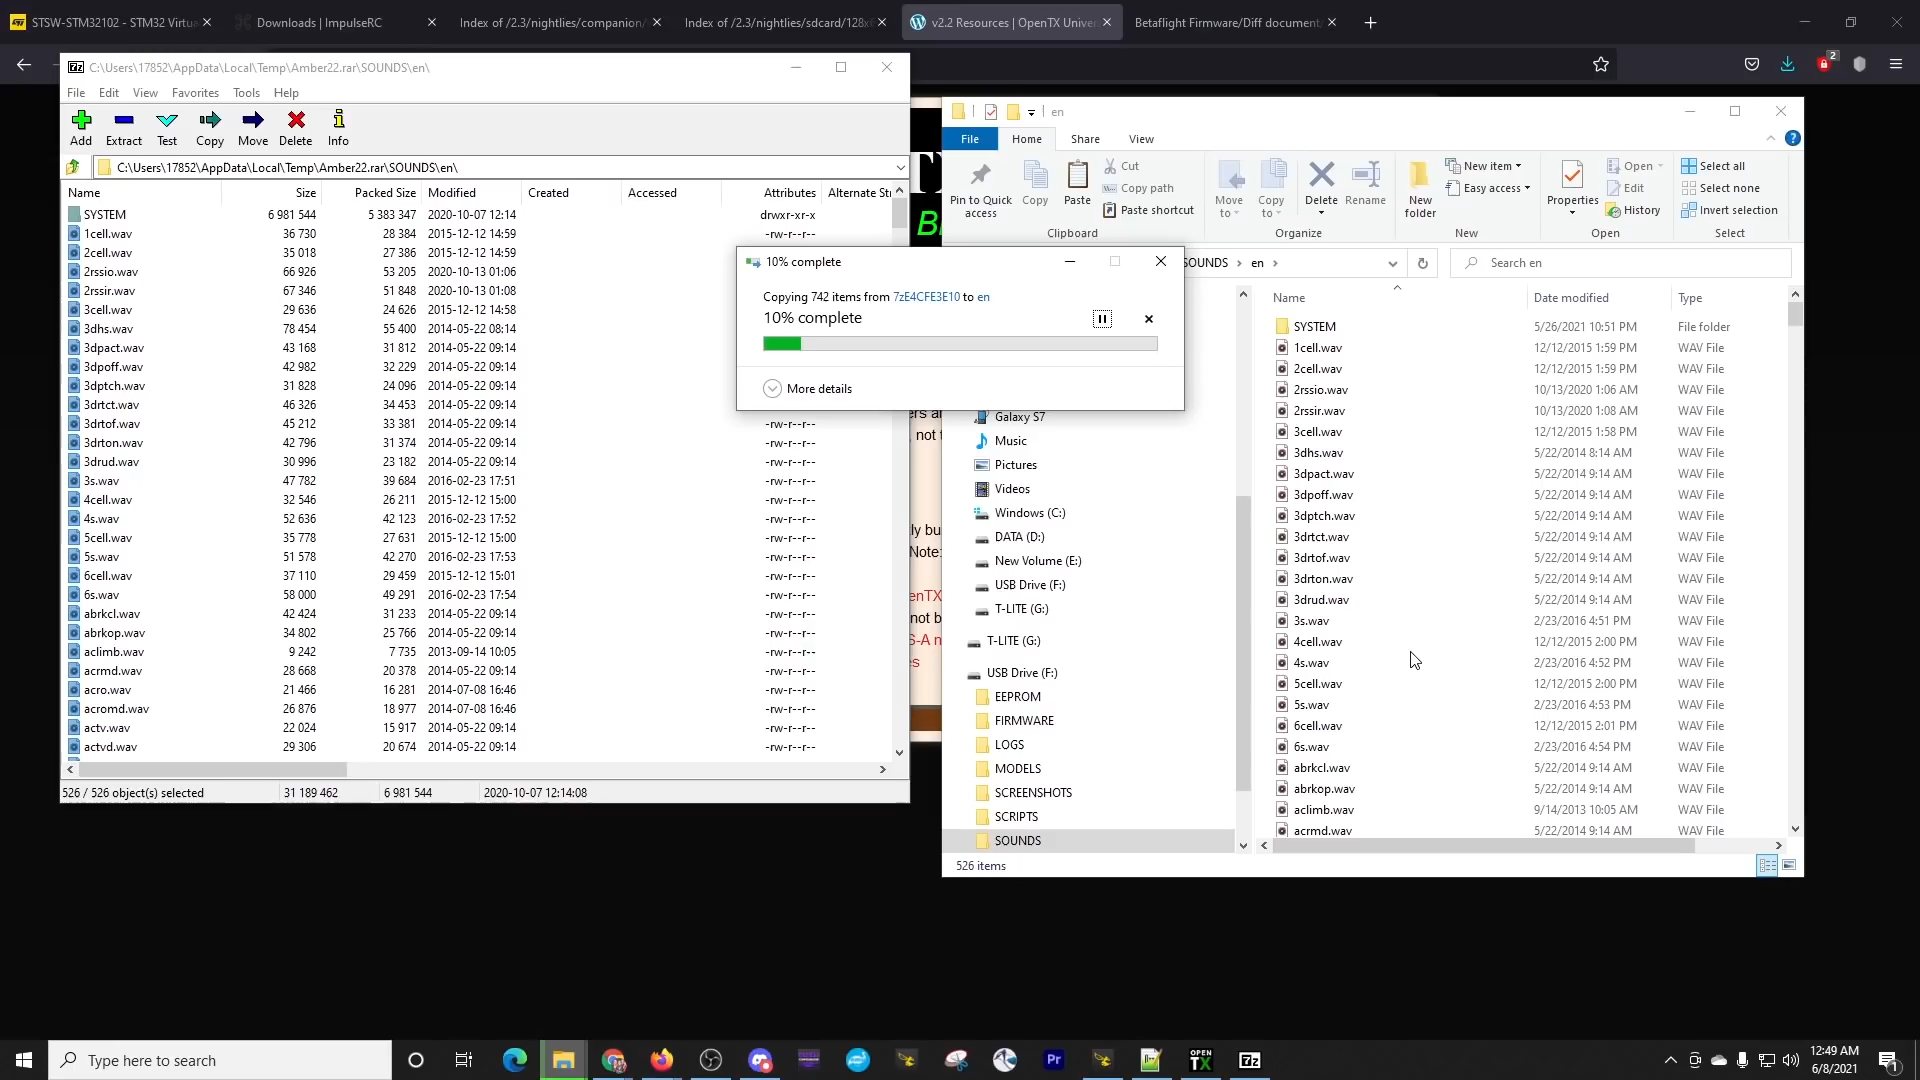 STSW-STM32102 - STM32 Virtua
Downloads | ImpulseRC
Index of /2.3/nightlies/companion/
Index of /2.3/nightlies/sdcard/128x
v2.2 Resources | OpenTX Univer
Betaflight Firmware/Diff document
2
C:\Users\17852\AppData\Local\Temp\Amber22.rar\SOUNDS\en\
File Edit View Favorites Tools Help
Add Extract Test Copy Move Delete Info
C:\Users\17852\AppData\Local\Temp\Amber22.rar\SOUNDS\en\
Name Size Packed Size Modified Created Accessed Attributes Alternate Str
SYSTEM 6 981 544 5 383 347 2020-10-07 12:14 drwxr-xr-x
1cell.wav 36 730 28 384 2015-12-12 14:59 -rw-r--r--
2cell.wav 35 018 27 386 2015-12-12 14:59
2rssio.wav 66 926 53 205 2020-10-13 01:06
2rssir.wav 67 346 51 848 2020-10-13 01:08
3cell.wav 29 636 24 626 2015-12-12 14:58
3dhs.wav 78 454 55 400 2014-05-22 08:14
3dpact.wav 43 168 31 812 2014-05-22 09:14
3dpoff.wav 42 982 32 229 2014-05-22 09:14
3dptch.wav 31 828 24 096 2014-05-22 09:14
3drtct.wav 46 326 34 453 2014-05-22 09:14
3drtof.wav 45 212 33 381 2014-05-22 09:14 -rw-r--r--
3drton.wav 42 796 31 374 2014-05-22 09:14 -rw-r--r--
3drud.wav 30 996 23 182 2014-05-22 09:14 -rw-r--r--
3s.wav 47 782 39 684 2016-02-23 17:51 -rw-r--r--
4cell.wav 32 546 26 211 2015-12-12 15:00 -rw-r--r--
4s.wav 52 636 42 123 2016-02-23 17:52 -rw-r--r--
5cell.wav 35 778 27 631 2015-12-12 15:00 -rw-r--r--
5s.wav 51 578 42 270 2016-02-23 17:53 -rw-r--r--
6cell.wav 37 110 29 459 2015-12-12 15:01 -rw-r--r--
6s.wav 58 000 49 291 2016-02-23 17:54 -rw-r--r--
abrkcl.wav 42 424 31 233 2014-05-22 09:14 -rw-r--r--
abrkop.wav 34 802 25 766 2014-05-22 09:14 -rw-r--r--
aclimb.wav 9 242 7 735 2013-09-14 10:05 -rw-r--r--
acrmd.wav 28 668 20 378 2014-05-22 09:14 -rw-r--r--
acro.wav 21 466 16 281 2014-07-08 16:46 -rw-r--r--
acromd.wav 26 876 18 977 2014-07-08 16:46 -rw-r--r--
actv.wav 22 024 15 917 2014-05-22 09:14 -rw-r--r--
actvd.wav 29 306 20 674 2014-05-22 09:14 -rw-r--r--
526 / 526 object(s) selected 31 189 462 6 981 544 2020-10-07 12:14:08
10% complete
Copying 742 items from 7zE4CFE3E10 to en
10% complete
More details
, not t
ly bu
Note:
enTX
not b
S-A n
es
en
File Home Share View
Pin to Quick access
Copy
Paste
Cut
Copy path
Paste shortcut
Clipboard
Move to
Copy to
Delete
Rename
Organize
New folder
New item
Easy access
New
Properties
Open
Edit
History
Open
Select all
Select none
Invert selection
Select
SOUNDS > en >
Search en
Galaxy S7
Music
Pictures
Videos
Windows (C:)
DATA (D:)
New Volume (E:)
USB Drive (F:)
T-LITE (G:)
T-LITE (G:)
USB Drive (F:)
EEPROM
FIRMWARE
LOGS
MODELS
SCREENSHOTS
SCRIPTS
SOUNDS
Name Date modified Type
SYSTEM 5/26/2021 10:51 PM File folder
1cell.wav 12/12/2015 1:59 PM WAV File
2cell.wav 12/12/2015 1:59 PM WAV File
2rssio.wav 10/13/2020 1:06 AM WAV File
2rssir.wav 10/13/2020 1:08 AM WAV File
3cell.wav 12/12/2015 1:58 PM WAV File
3dhs.wav 5/22/2014 8:14 AM WAV File
3dpact.wav 5/22/2014 9:14 AM WAV File
3dpoff.wav 5/22/2014 9:14 AM WAV File
3dptch.wav 5/22/2014 9:14 AM WAV File
3drtct.wav 5/22/2014 9:14 AM WAV File
3drtof.wav 5/22/2014 9:14 AM WAV File
3drton.wav 5/22/2014 9:14 AM WAV File
3drud.wav 5/22/2014 9:14 AM WAV File
3s.wav 2/23/2016 4:51 PM WAV File
4cell.wav 12/12/2015 2:00 PM WAV File
4s.wav 2/23/2016 4:52 PM WAV File
5cell.wav 12/12/2015 2:00 PM WAV File
5s.wav 2/23/2016 4:53 PM WAV File
6cell.wav 12/12/2015 2:01 PM WAV File
6s.wav 2/23/2016 4:54 PM WAV File
abrkcl.wav 5/22/2014 9:14 AM WAV File
abrkop.wav 5/22/2014 9:14 AM WAV File
aclimb.wav 9/14/2013 10:05 AM WAV File
acrmd.wav 5/22/2014 9:14 AM WAV File
526 items
Type here to search
Pr
OPEN TX
7z
12:49 AM
6/8/2021
1